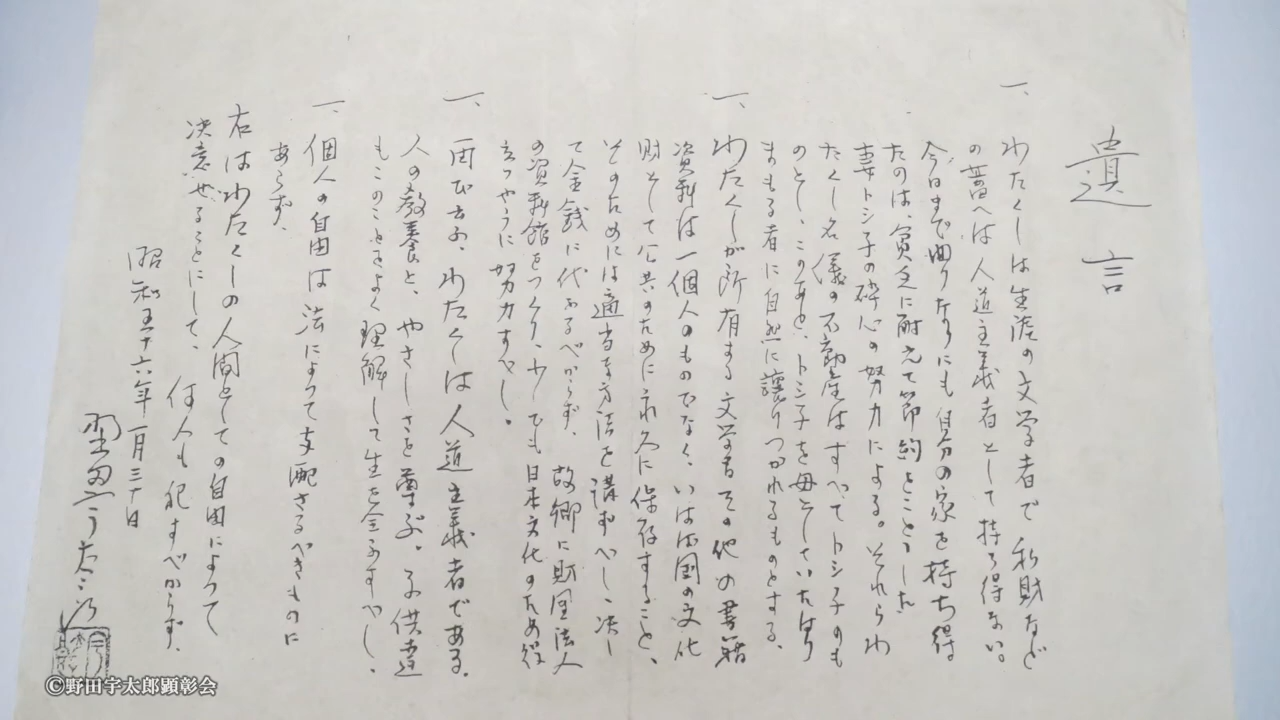 遺言
一、
わたくしは生涯の文学者で私財など
の蓄へは人道主義者として持ち得ない。
今日まで曲りなりにも自分の家を持ち得
たのは、貧乏に耐えて節約をこととした
妻トシ子の砕心の努力による。それらわ
たくし名儀の不動産はすべてトシ子のも
のとし、このあと、トシ子を母としていたはり
まもる者に自然に譲りつがれるものとする。
一、
わたくしが所有する文学書その他の書籍
資料は一個人のものでなく、いはば国の文化
財として公共のために永久に保存すること、
そのためには適当な方法を講ずべし、決し
て金銭に代ふるべからず、故郷に財団法人
の資料館をつくり、少しでも日本文化のため役
立つやうに努力すべし。
一、
再び言ふ、わたくしは人道主義者である。
人の教養と、やさしさを尊ぶ。子供達
もこのことをよく理解して生を全ふすべし。
一、
個人の自由は法によって支配さるべきものに
あらず、
右はわたくしの人間としての自由によって
決意せることにして、何人も犯すべからず、
昭和五十六年一月三十日
野田宇太郎
©野田宇太郎顕彰会